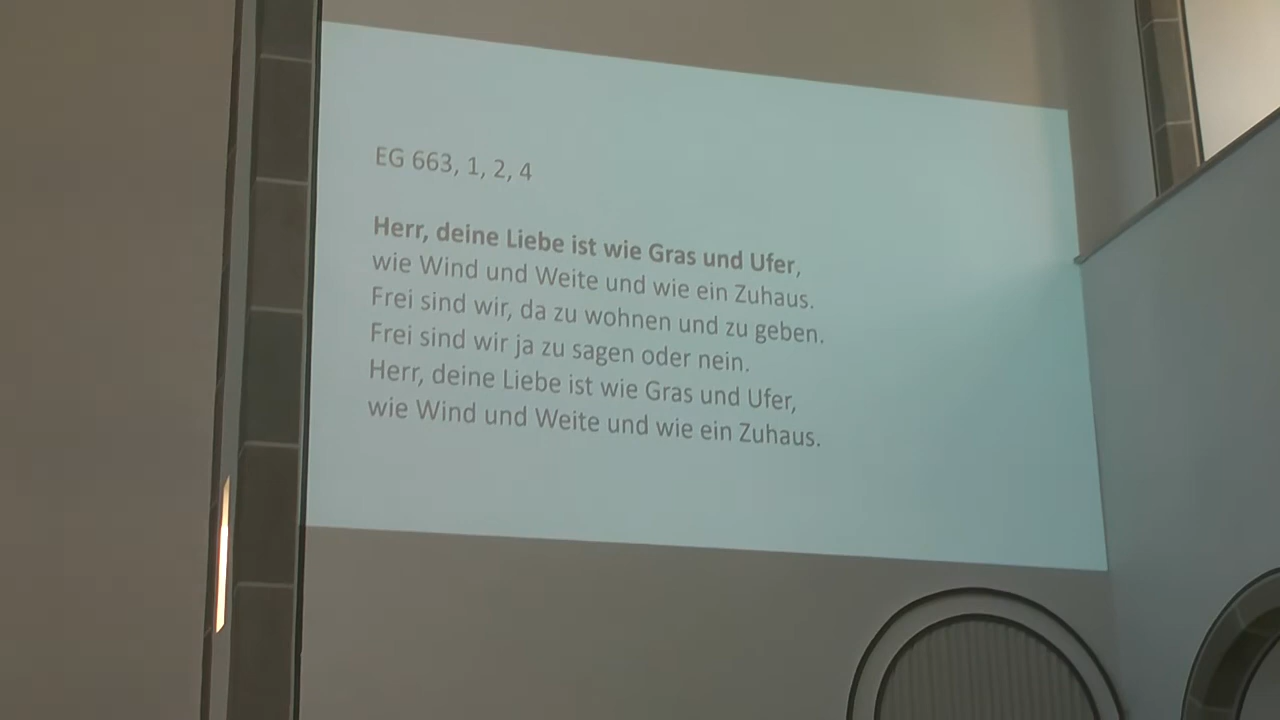 EG 663, 1, 2, 4
Herr, deine Liebe ist wie Gras und Ufer,
wie Wind und Weite und wie ein Zuhaus.
Frei sind wir, da zu wohnen und zu geben.
Frei sind wir ja zu sagen oder nein.
Herr, deine Liebe ist wie Gras und Ufer,
wie Wind und Weite und wie ein Zuhaus.